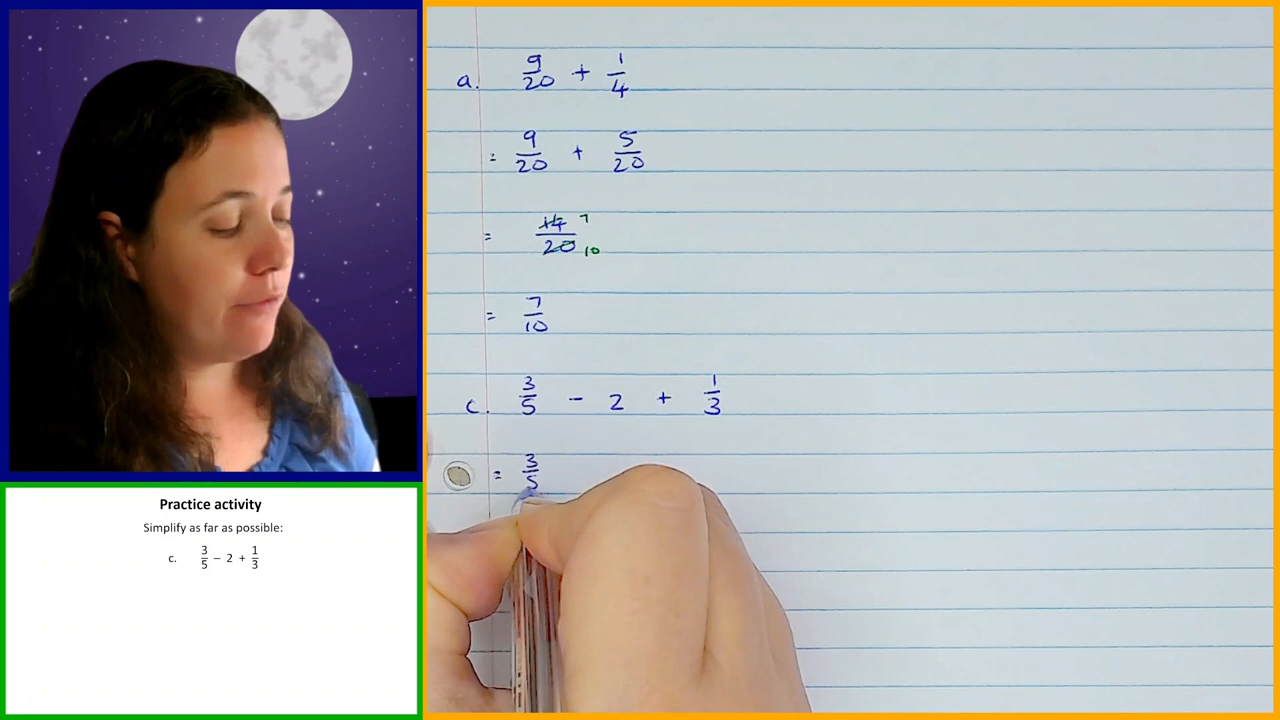 a. 9/20 + 1/4
= 9/20 + 5/20
= 14/20 7 10
= 7/10
c. 3/5 - 2 + 1/3
= 3/5
Practice activity
Simplify as far as possible:
c. 3/5 − 2 + 1/3